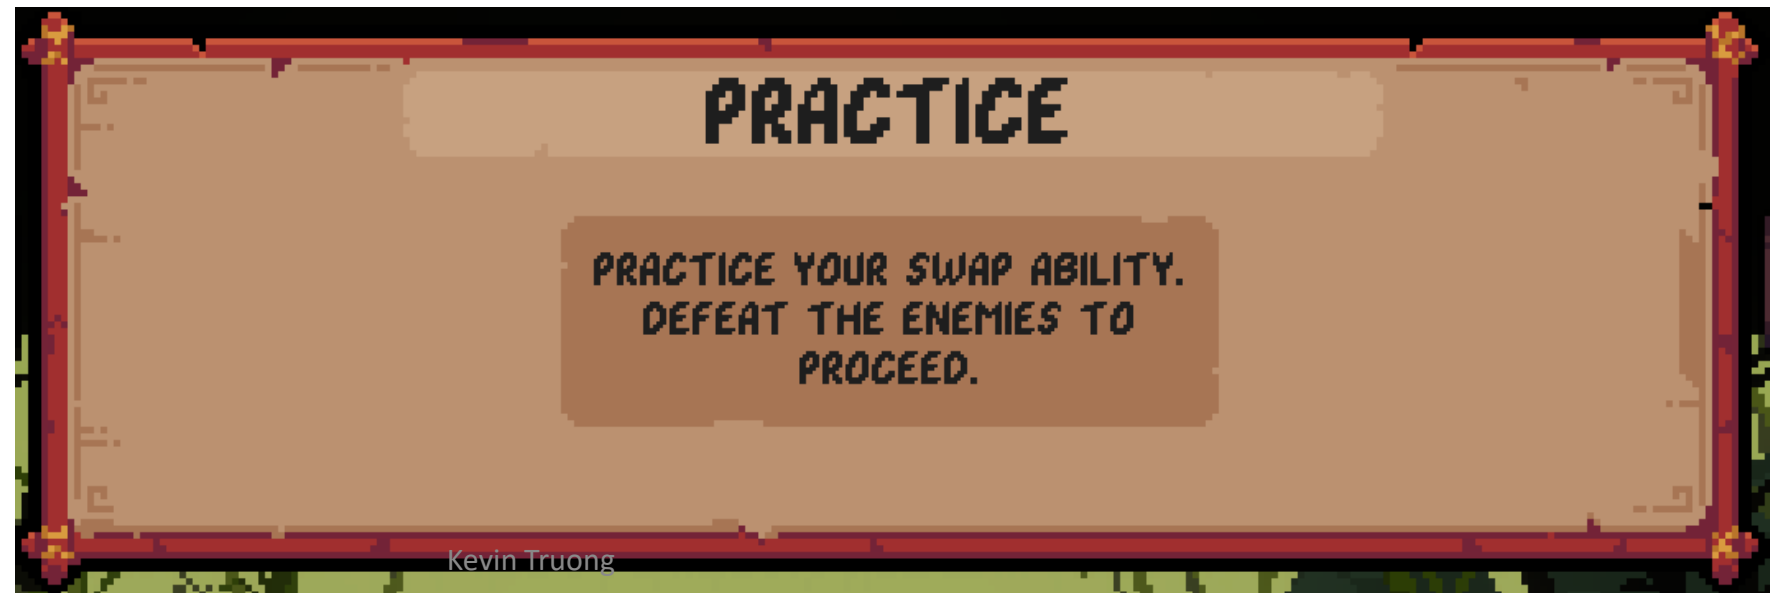 PRACTICE
PRACTICE YOUR SWAP ABILITY.
DEFEAT THE ENEMIES TO
PROCEED.
Kevin Truong